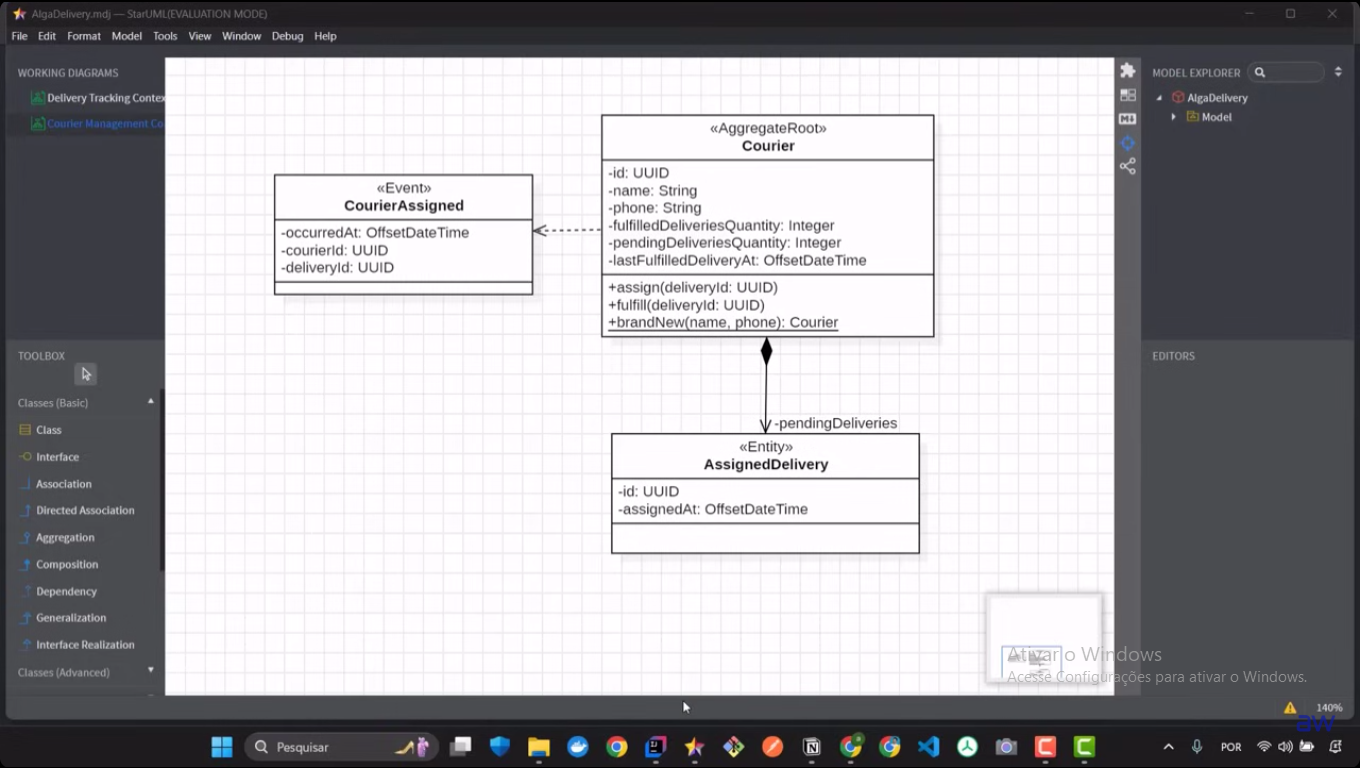 AlgaDelivery.mdj — StarUML(EVALUATION MODE)
File Edit Format Model Tools View Window Debug Help
WORKING DIAGRAMS
Delivery Tracking Contex
Courier Management Co
TOOLBOX
Classes (Basic)
Class
Interface
Association
Directed Association
Aggregation
Composition
Dependency
Generalization
Interface Realization
Classes (Advanced)
«Event»
CourierAssigned
-occurredAt: OffsetDateTime
-courierId: UUID
-deliveryId: UUID
«AggregateRoot»
Courier
-id: UUID
-name: String
-phone: String
-fulfilledDeliveriesQuantity: Integer
-pendingDeliveriesQuantity: Integer
-lastFulfilledDeliveryAt: OffsetDateTime
+assign(deliveryId: UUID)
+fulfill(deliveryId: UUID)
+brandNew(name, phone): Courier
-pendingDeliveries
«Entity»
AssignedDelivery
-id: UUID
-assignedAt: OffsetDateTime
MODEL EXPLORER
AlgaDelivery
Model
EDITORS
Ativar o Windows
Acesse Configurações para ativar o Windows.
140%
aw
Pesquisar
POR